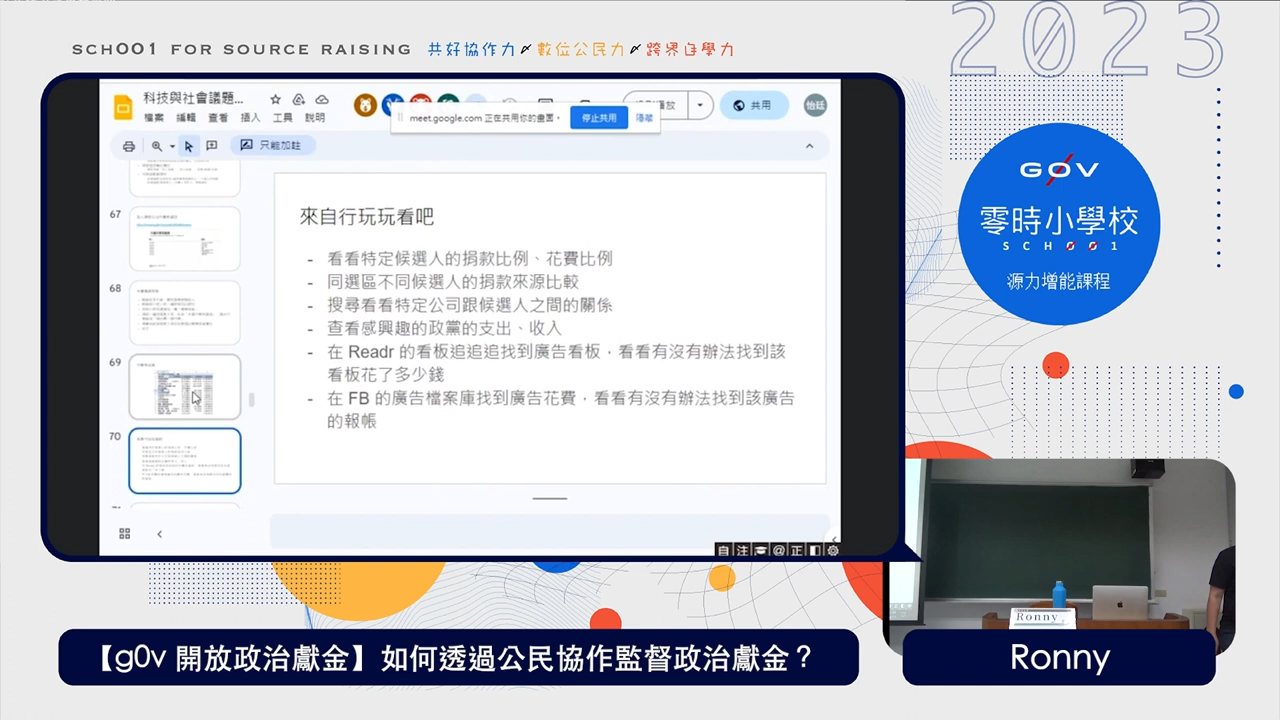 2023
SCHOO1 FOR SOURCE RAISING 共好協作力 數位公民力 跨界自學力
科技與社會議題...
檔案 編輯 查看 插入 工具 說明
meet.google.com 正在共用你的畫面。 停止共用 隱藏
共用
怡廷
只能加註
67
68
69
70
來自行玩玩看吧
- 看看特定候選人的捐款比例、花費比例
- 同選區不同候選人的捐款來源比較
- 搜尋看看特定公司跟候選人之間的關係
- 查看感興趣的政黨的支出、收入
- 在 Readr 的看板追追追找到廣告看板，看看有沒有辦法找到該
看板花了多少錢
- 在 FB 的廣告檔案庫找到廣告花費，看看有沒有辦法找到該廣告
的報帳
自 注 @ 正
G0V
零時小學校
SCH001
源力增能課程
Ronny
【g0v 開放政治獻金】如何透過公民協作監督政治獻金？
Ronny